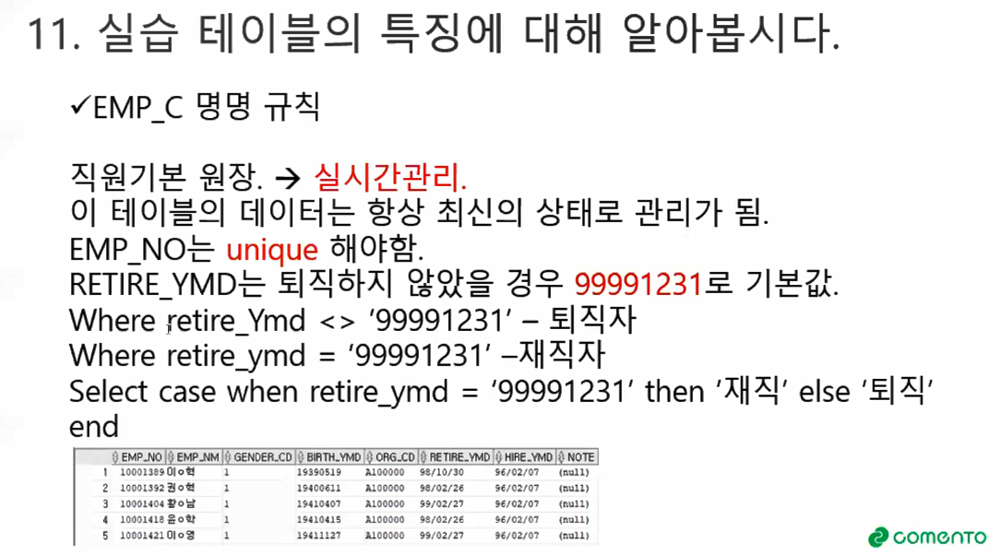 11. 실습 테이블의 특징에 대해 알아봅시다.
✓EMP_C 명명 규칙
직원기본 원장. → 실시간관리.
이 테이블의 데이터는 항상 최신의 상태로 관리가 됨.
EMP_NO는 unique 해야함.
RETIRE_YMD는 퇴직하지 않았을 경우 99991231로 기본값.
Where retire_Ymd <> ’99991231’ – 퇴직자
Where retire_ymd = ’99991231’ –재직자
Select case when retire_ymd = ’99991231’ then ‘재직’ else ‘퇴직’
end
EMP_NO EMP_NM GENDER_CD BIRTH_YMD ORG_CD RETIRE_YMD HIRE_YMD NOTE
1 10001389 이ㅇ혁 1 19390519 A100000 98/10/30 96/02/07 (null)
2 10001392 권ㅇ혁 1 19400611 A100000 98/02/26 96/02/07 (null)
3 10001404 황ㅇ남 1 19410407 A100000 99/02/27 96/02/07 (null)
4 10001418 윤ㅇ학 1 19410415 A100000 98/02/26 96/02/07 (null)
5 10001421 이ㅇ영 1 19411127 A100000 99/02/27 96/02/07 (null)
comento